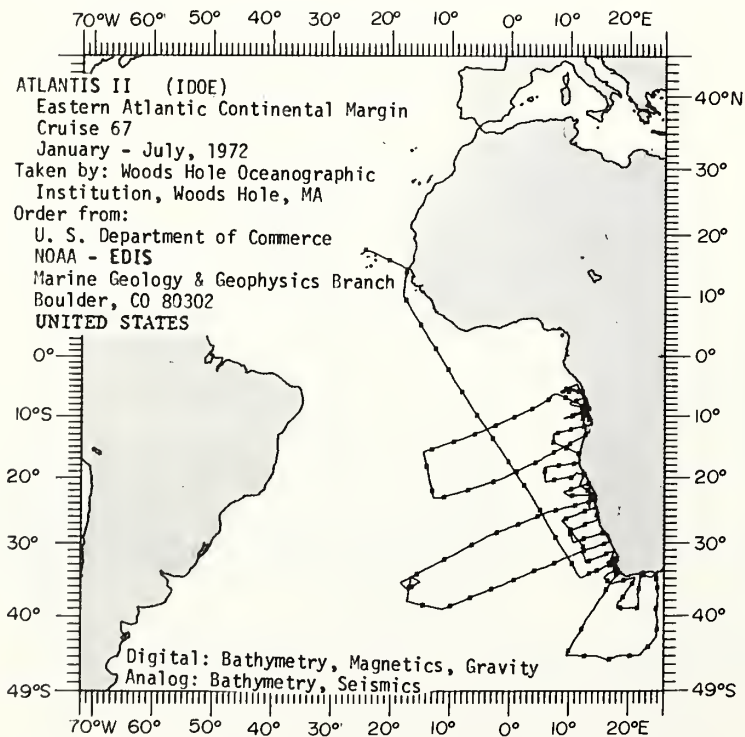 70°W 60° 50° 40° 30° 20° 10° 0° 10° 20°E
ATLANTIS II (IDOE)
Eastern Atlantic Continental Margin
Cruise 67
January - July, 1972
Taken by: Woods Hole Oceanographic
Institution, Woods Hole, MA
Order from:
U. S. Department of Commerce
NOAA - EDIS
Marine Geology & Geophysics Branch
Boulder, CO 80302
UNITED STATES
40°N
30°
20°
10°
0° 0°
10°S 10°
20° 20°
30° 30°
40° 40°
49°S 49°S
Digital: Bathymetry, Magnetics, Gravity
Analog: Bathymetry, Seismics
70°W 60° 50° 40° 30° 20° 10° 0° 10° 20°E